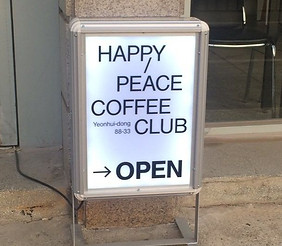 HAPPY
/
PEACE
COFFEE
Yeonhui-dong
88-33
/
CLUB
→ OPEN